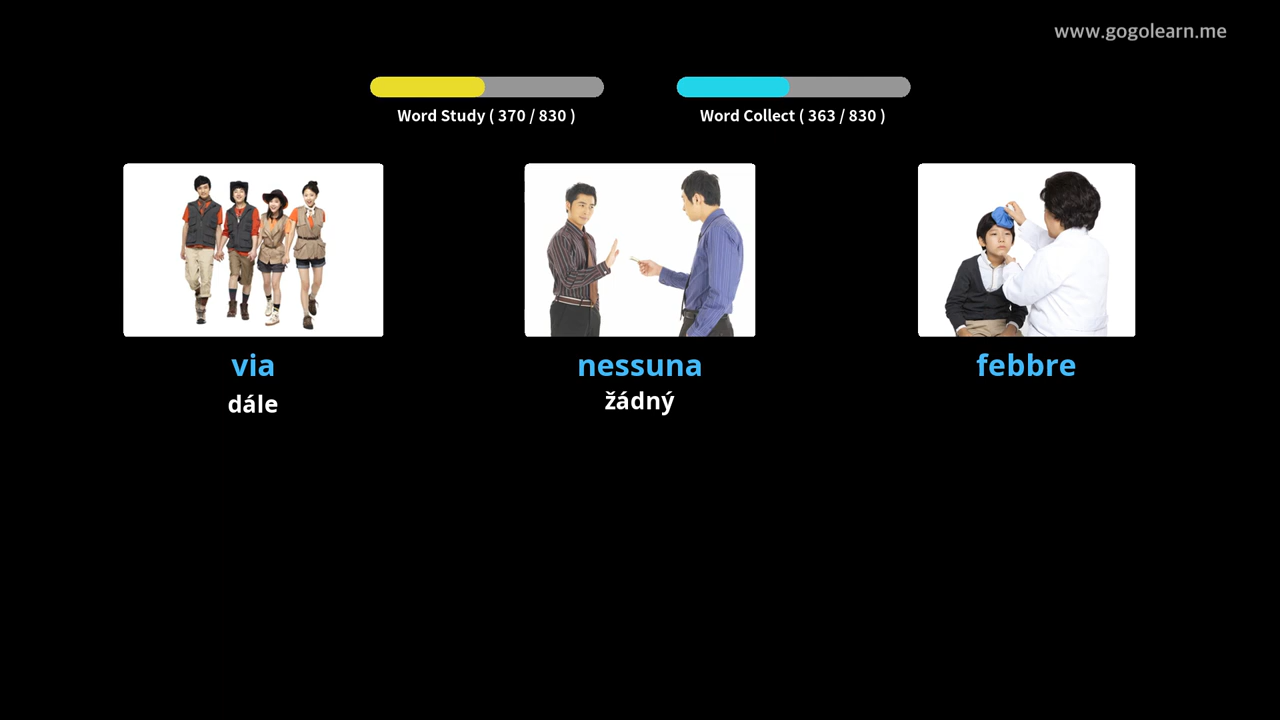 www.gogolearn.me
Word Study ( 370 / 830 )
Word Collect ( 363 / 830 )
via
dále
nessuna
žádný
febbre